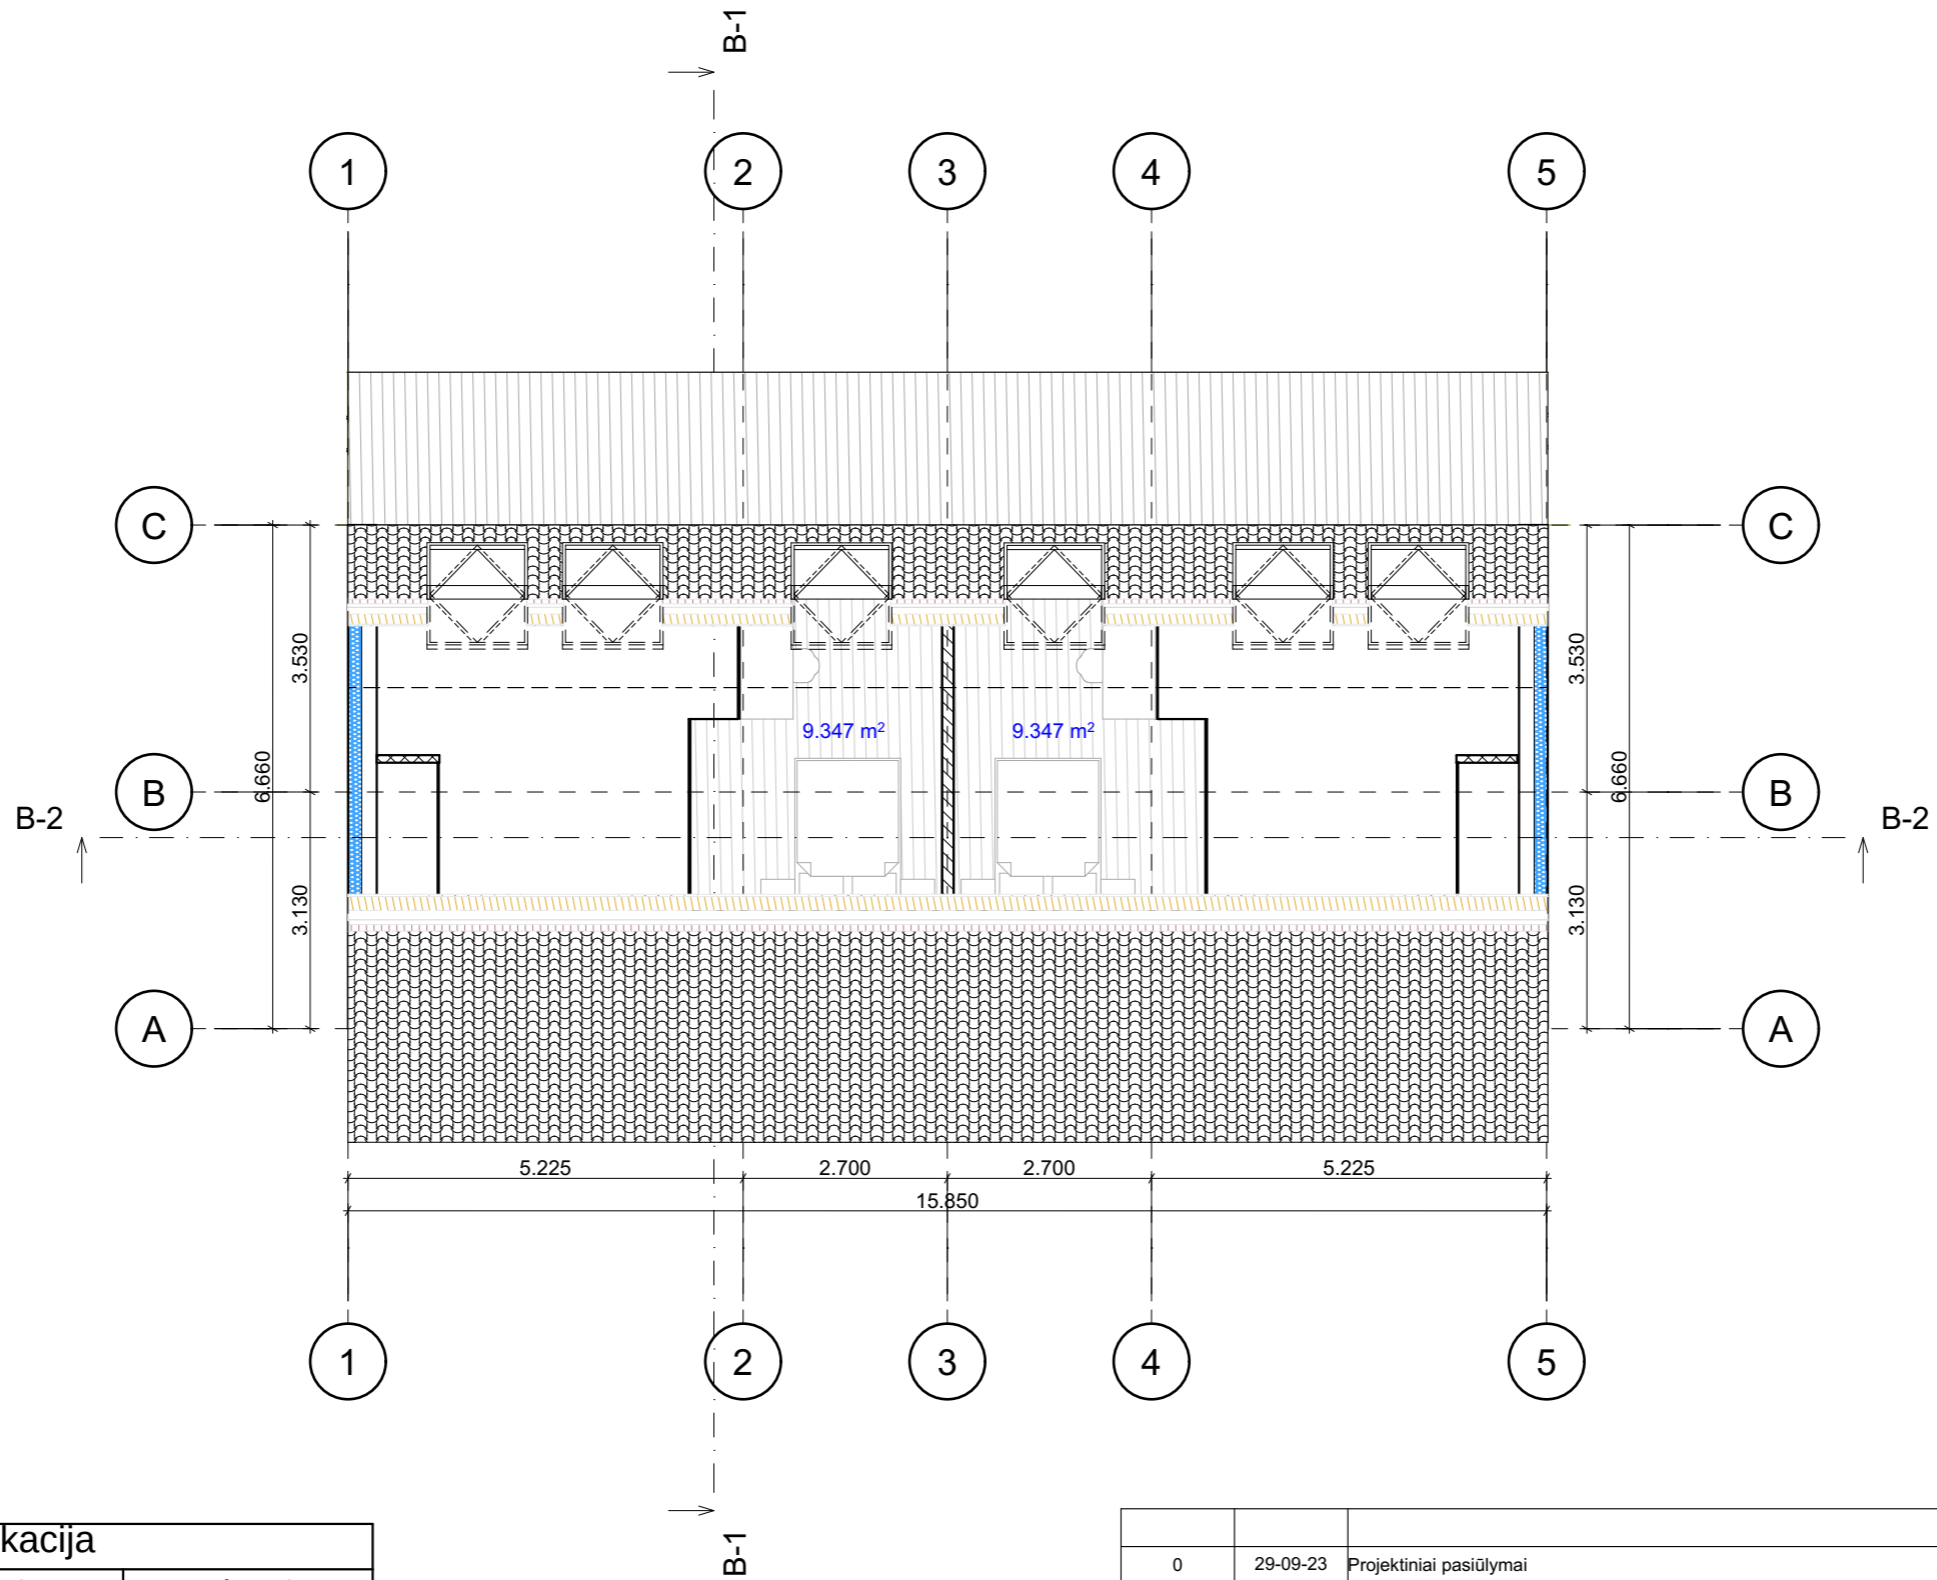 B-1
1 2 3 4 5
C C
3.530 3.530
9.347 m² 9.347 m²
6.660 6.660
B B
B-2 B-2
3.130 3.130
A A
5.225 2.700 2.700 5.225
15.850
1 2 3 4 5
B-1
kacija
0 29-09-23 Projektiniai pasiūlymai